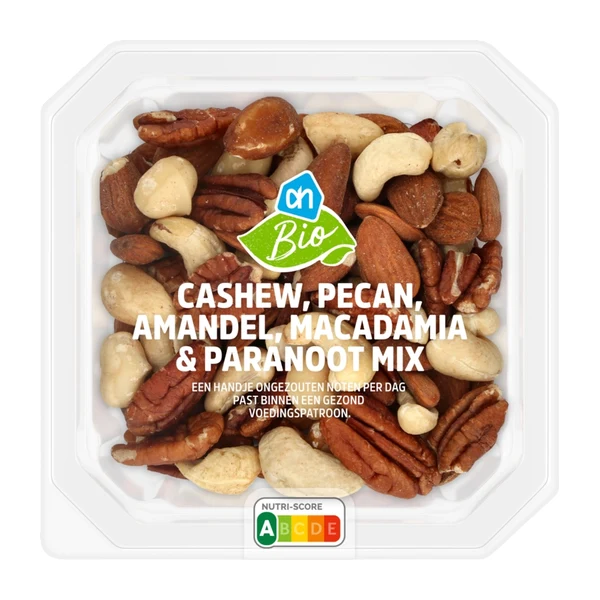 ah
Bio
CASHEW, PECAN,
AMANDEL, MACADAMIA
& PARANOOT MIX
EEN HANDJE ONGEZOUTEN NOTEN PER DAG
PAST BINNEN EEN GEZOND
VOEDINGSPATROON.
NUTRI-SCORE
A B C D E